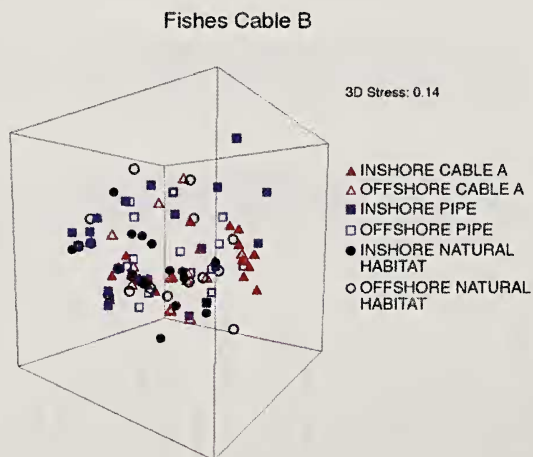 Fishes Cable B
3D Stress: 0.14
INSHORE CABLE A
OFFSHORE CABLE A
INSHORE PIPE
OFFSHORE PIPE
INSHORE NATURAL
HABITAT
OFFSHORE NATURAL
HABITAT